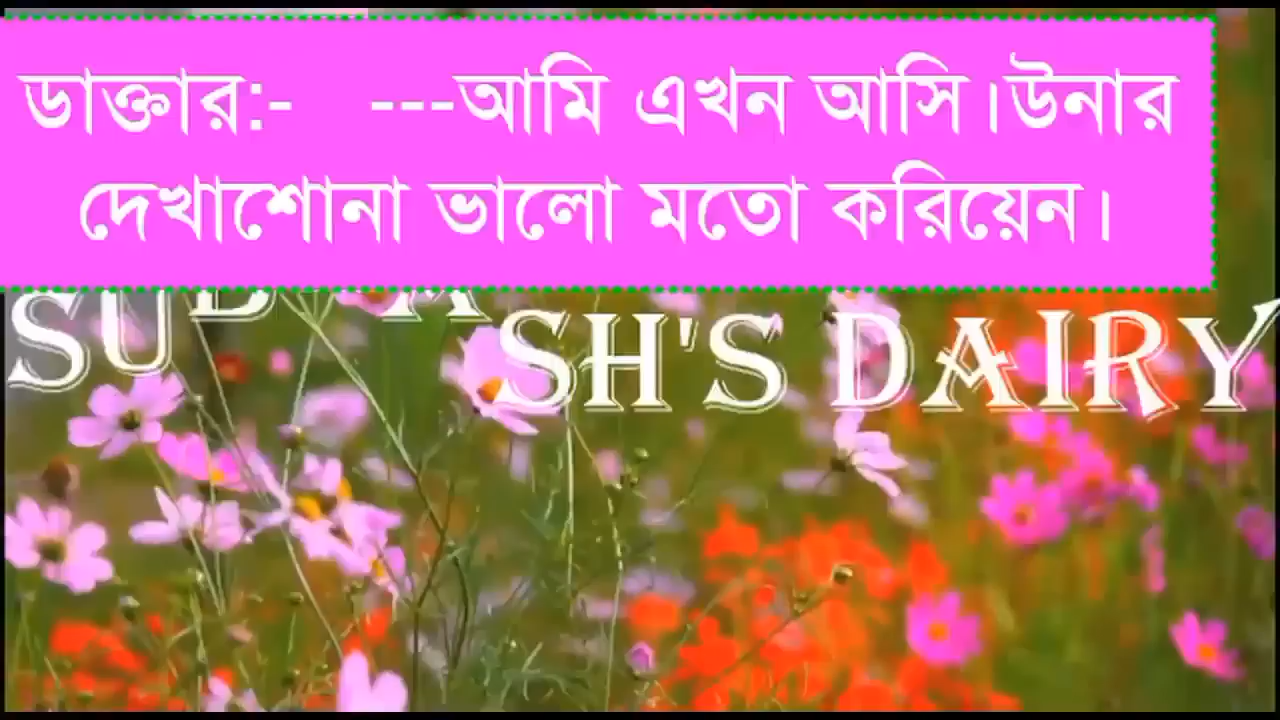 ডাক্তার:- ---আমি এখন আসি।উনার
দেখাশোনা ভালো মতো করিয়েন।
SH'S DAIRY